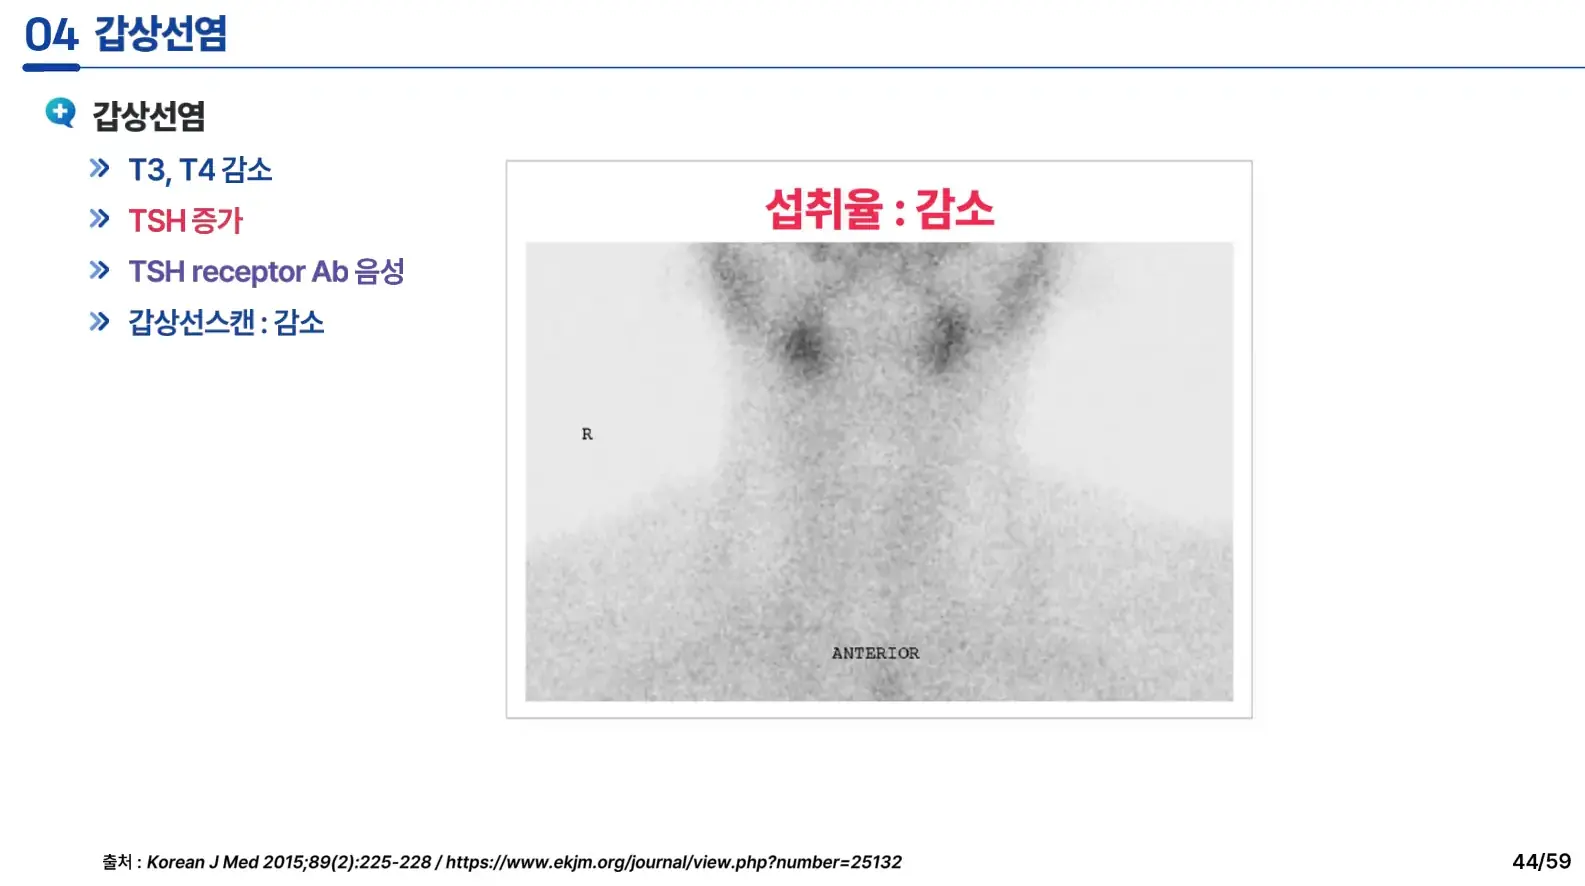 04 갑상선염
갑상선염
T3, T4 감소
TSH 증가
TSH receptor Ab 음성
갑상선스캔 : 감소
섭취율 : 감소
R
ANTERIOR
출처 : Korean J Med 2015;89(2):225-228 / https://www.ekjm.org/journal/view.php?number=25132
44/59